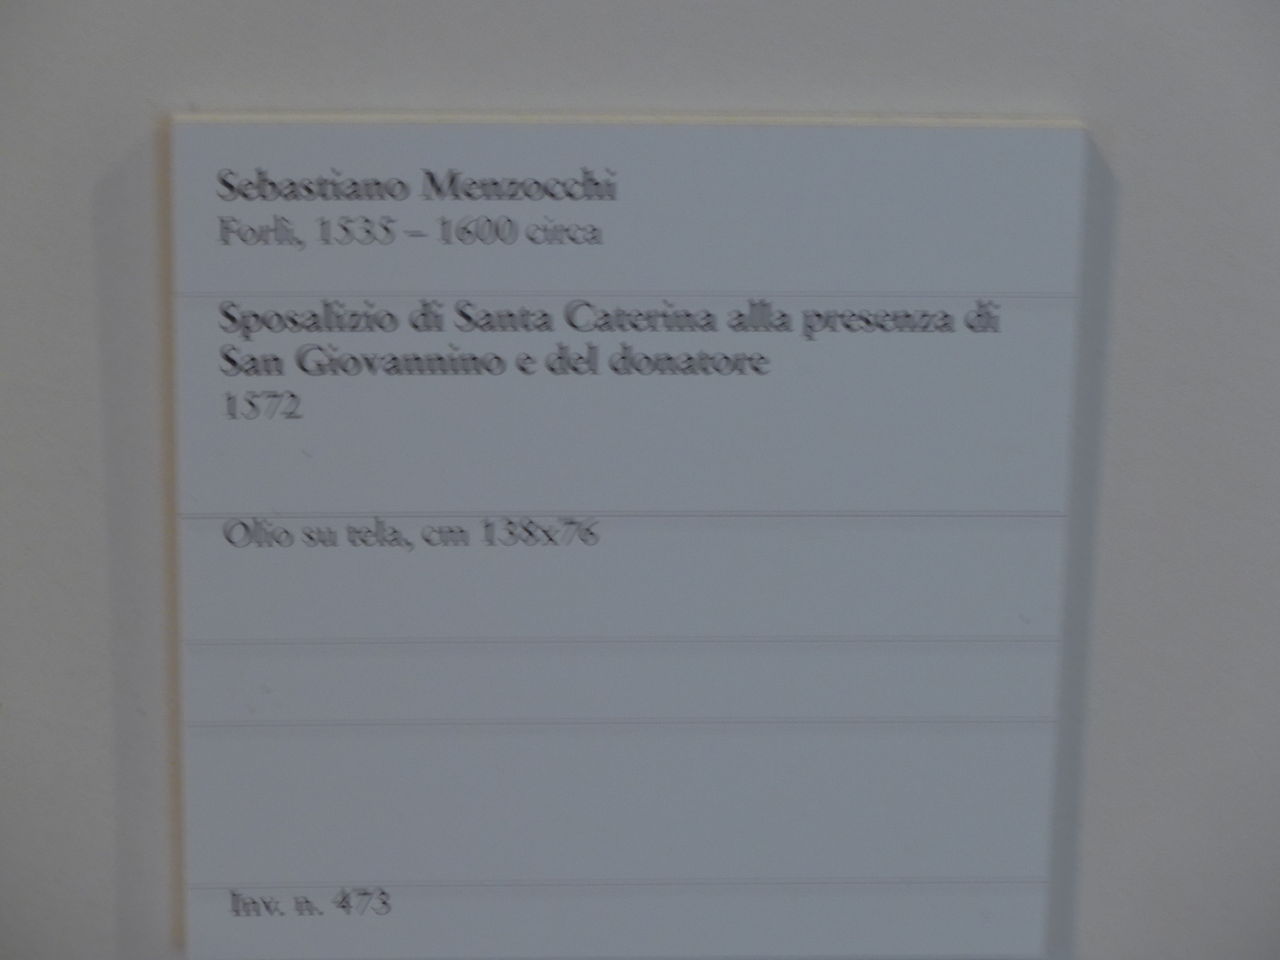 Sebastiano Menzocchi
Forlì, 1535 – 1600 circa
Sposalizio di Santa Caterina alla presenza di
San Giovannino e del donatore
1572
Olio su tela, cm 138x76
Inv. n. 473